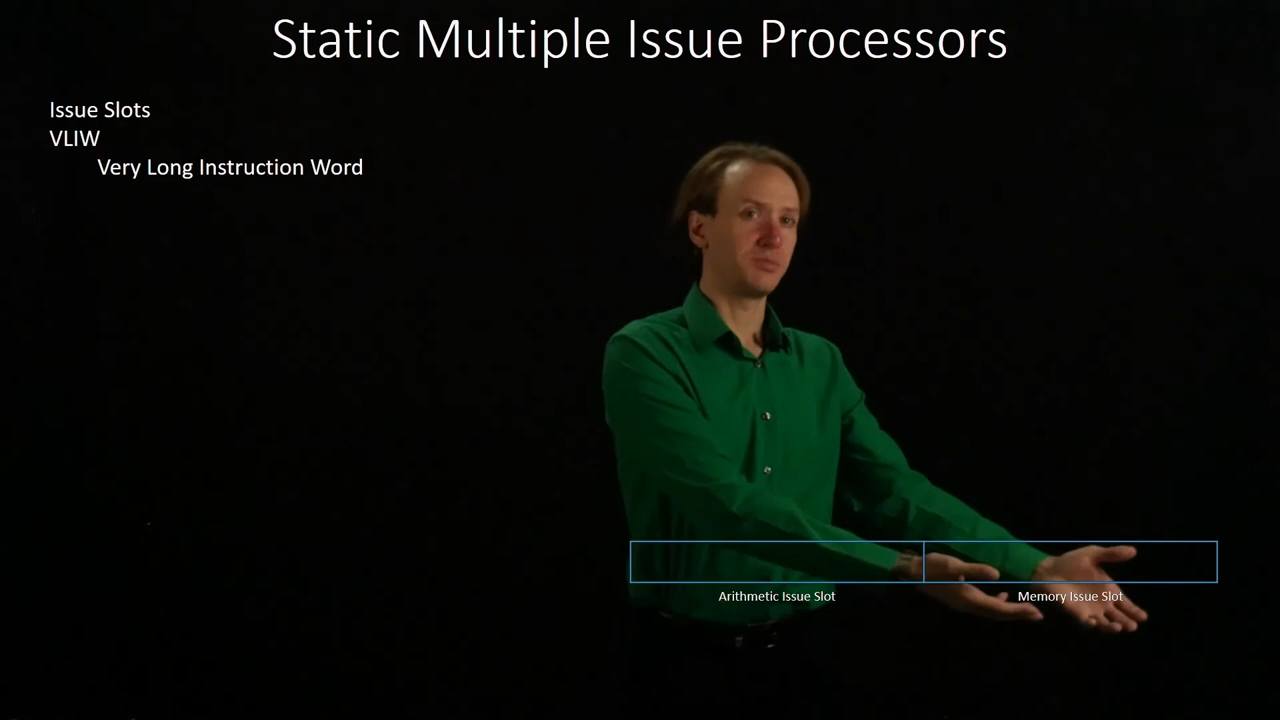 Static Multiple Issue Processors
Issue Slots
VLIW
Very Long Instruction Word
Arithmetic Issue Slot
Memory Issue Slot